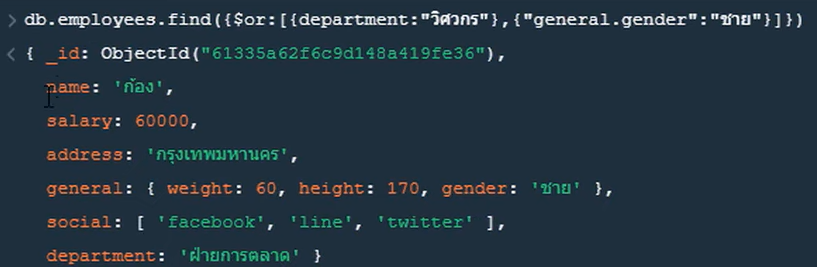 > db.employees.find({$or:[{department:"วิศวกร"},{"general.gender":"ชาย"}]})
< { _id: ObjectId("61335a62f6c9d148a419fe36"),
name: 'ก้อง',
salary: 60000,
address: 'กรุงเทพมหานคร',
general: { weight: 60, height: 170, gender: 'ชาย' },
social: [ 'facebook', 'line', 'twitter' ],
department: 'ฝ่ายการตลาด' }